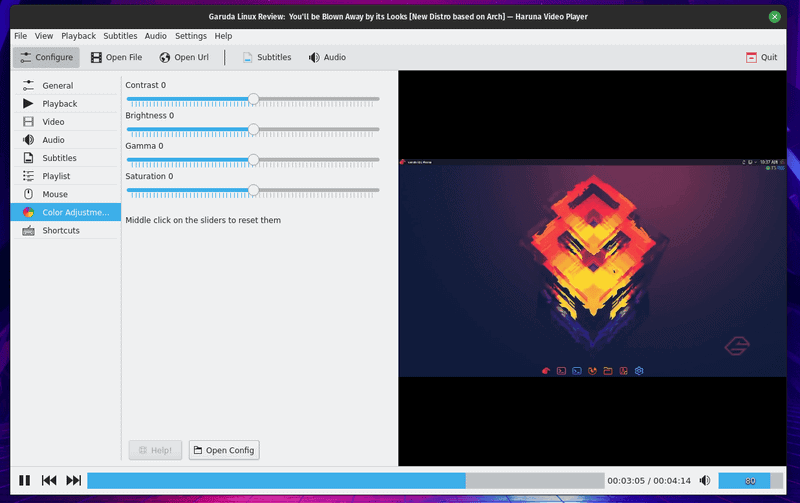 Garuda Linux Review: You'll be Blown Away by its Looks [New Distro based on Arch] — Haruna Video Player
File View Playback Subtitles Audio Settings Help
Configure Open File Open Url Subtitles Audio Quit
General
Playback
Video
Audio
Subtitles
Playlist
Mouse
Color Adjustme...
Shortcuts
Contrast 0
Brightness 0
Gamma 0
Saturation 0
Middle click on the sliders to reset them
10:37 AM
Help! Open Config
00:03:05 / 00:04:14 80